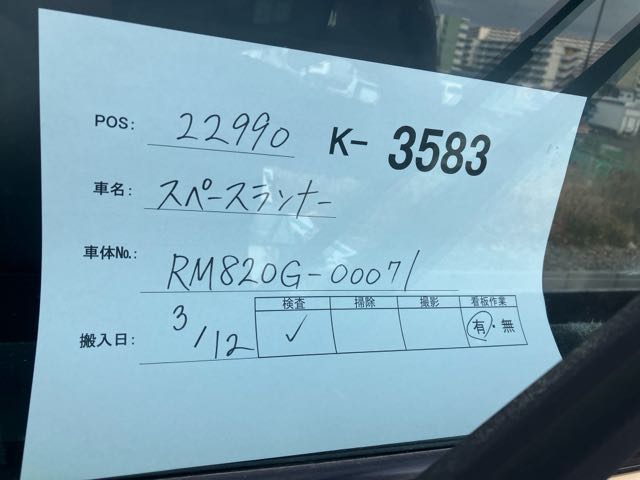 POS: 22990 K- 3583
車名: スペースランナー
車体No.: RM820G-00071
搬入日: 3/12
検査 掃除 撮影 看板作業
✓ 有・無